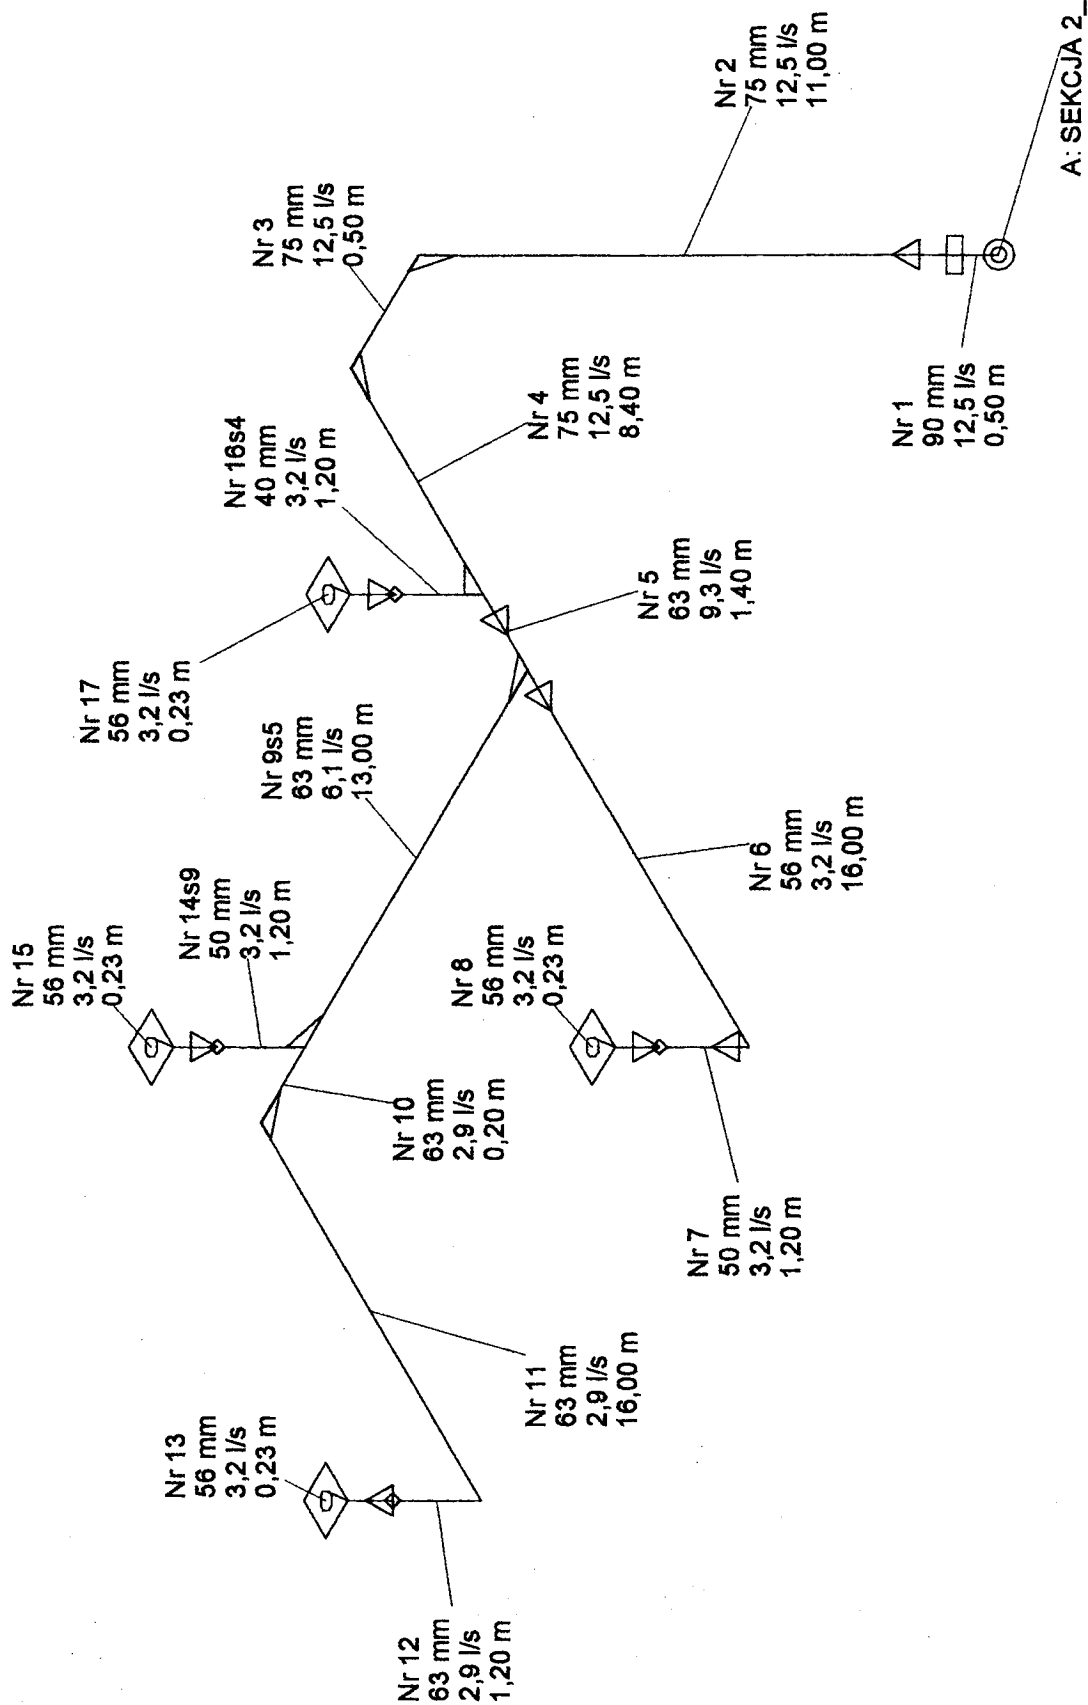 Nr 15
56 mm
3,2 l/s
0,23 m
Nr 17
56 mm
3,2 l/s
0,23 m
Nr 13
56 mm
3,2 l/s
0,23 m
Nr 14s9
50 mm
3,2 l/s
1,20 m
Nr 9s5
63 mm
6,1 l/s
13,00 m
Nr 16s4
40 mm
3,2 l/s
1,20 m
Nr 3
75 mm
12,5 l/s
0,50 m
Nr 12
63 mm
2,9 l/s
1,20 m
Nr 10
63 mm
2,9 l/s
0,20 m
Nr 8
56 mm
3,2 l/s
0,23 m
Nr 11
63 mm
2,9 l/s
16,00 m
Nr 4
75 mm
12,5 l/s
8,40 m
Nr 5
63 mm
9,3 l/s
1,40 m
Nr 7
50 mm
3,2 l/s
1,20 m
Nr 6
56 mm
3,2 l/s
16,00 m
Nr 2
75 mm
12,5 l/s
11,00 m
Nr 1
90 mm
12,5 l/s
0,50 m
A: SEKCJA 2_